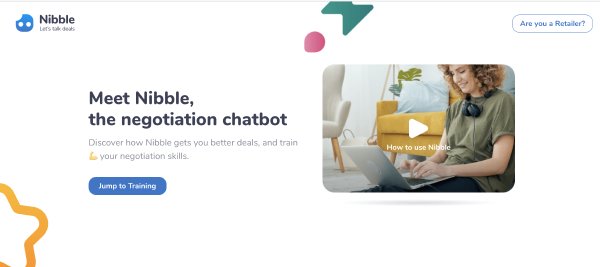 Nibble
Let's talk deals
Are you a Retailer?
Meet Nibble,
the negotiation chatbot
Discover how Nibble gets you better deals, and train
💪 your negotiation skills.
Jump to Training
How to use Nibble